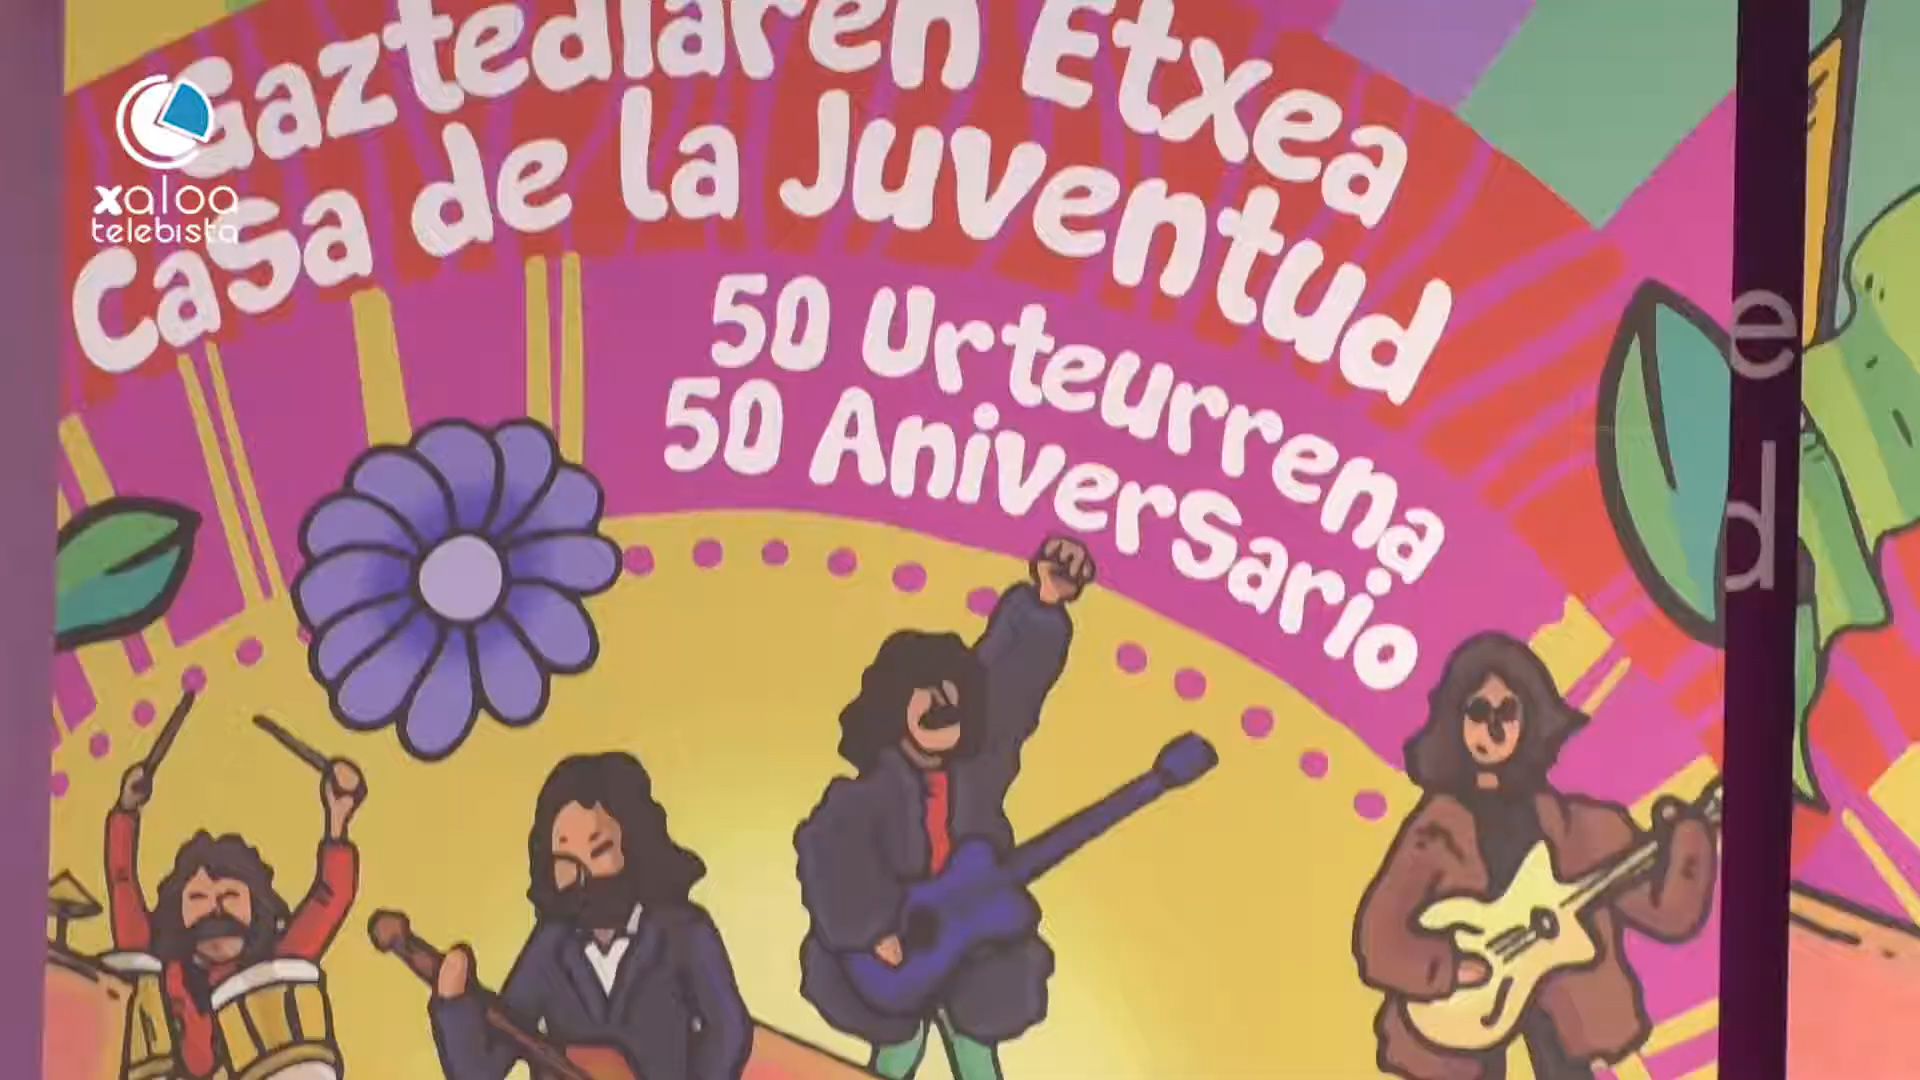 xaloa
telebista
Gaztediaren Etxea
Casa de la Juventud
50 Urteurrena
50 Aniversario
e
d